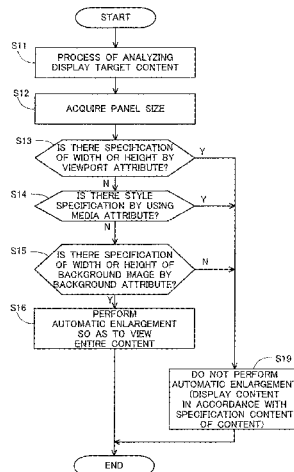 START
S11
PROCESS OF ANALYZING
DISPLAY TARGET CONTENT
S12
ACQUIRE PANEL SIZE
S13
IS THERE SPECIFICATION
OF WIDTH OR HEIGHT BY
VIEWPORT ATTRIBUTE?
Y
N
S14
IS THERE STYLE
SPECIFICATION BY USING
MEDIA ATTRIBUTE?
Y
N
S15
IS THERE SPECIFICATION
OF WIDTH OR HEIGHT OF
BACKGROUND IMAGE BY
BACKGROUND ATTRIBUTE?
N
Y
S16
PERFORM
AUTOMATIC ENLARGEMENT
SO AS TO VIEW
ENTIRE CONTENT
S19
DO NOT PERFORM
AUTOMATIC ENLARGEMENT
(DISPLAY CONTENT
IN ACCORDANCE WITH
SPECIFICATION CONTENT
OF CONTENT)
END